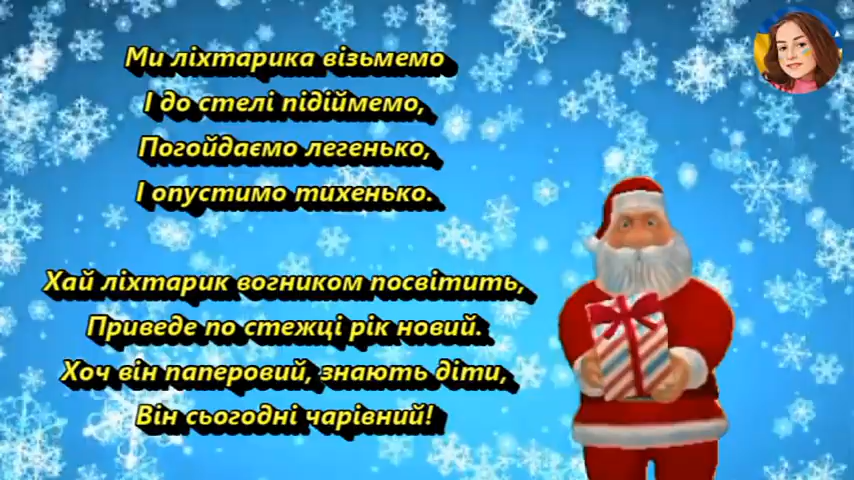 Ми ліхтарика візьмемо
І до стелі підіймемо,
Погойдаємо легенько,
І опустимо тихенько.
Хай ліхтарик вогником посвітить,
Приведе по стежці рік новий.
Хоч він паперовий, знають діти,
Він сьогодні чарівний!